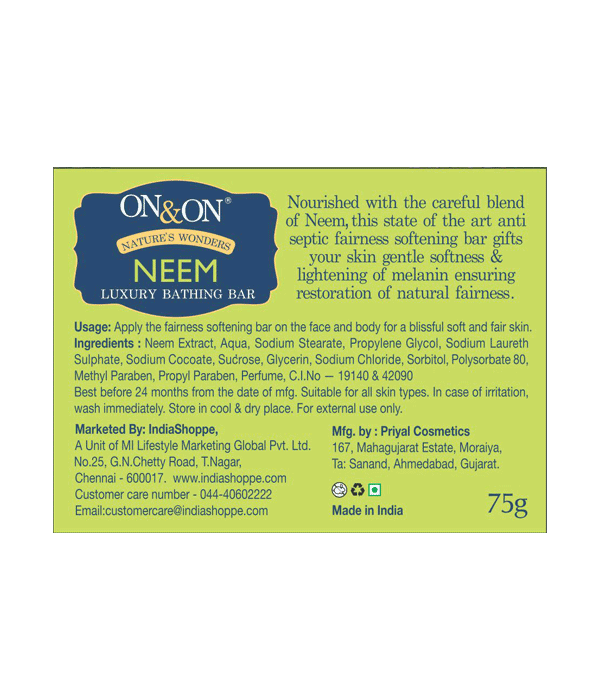 ON&ON®
NATURE'S WONDERS
NEEM
LUXURY BATHING BAR
Nourished with the careful blend
of Neem, this state of the art anti
septic fairness softening bar gifts
your skin gentle softness &
lightening of melanin ensuring
restoration of natural fairness.
Usage: Apply the fairness softening bar on the face and body for a blissful soft and fair skin.
Ingredients : Neem Extract, Aqua, Sodium Stearate, Propylene Glycol, Sodium Laureth
Sulphate, Sodium Cocoate, Sucrose, Glycerin, Sodium Chloride, Sorbitol, Polysorbate 80,
Methyl Paraben, Propyl Paraben, Perfume, C.I.No — 19140 & 42090
Best before 24 months from the date of mfg. Suitable for all skin types. In case of irritation,
wash immediately. Store in cool & dry place. For external use only.
Marketed By: IndiaShoppe,
A Unit of MI Lifestyle Marketing Global Pvt. Ltd.
No.25, G.N.Chetty Road, T.Nagar,
Chennai - 600017. www.indiashoppe.com
Customer care number - 044-40602222
Email:customercare@indiashoppe.com
Mfg. by : Priyal Cosmetics
167, Mahagujarat Estate, Moraiya,
Ta: Sanand, Ahmedabad, Gujarat.
Made in India
75g